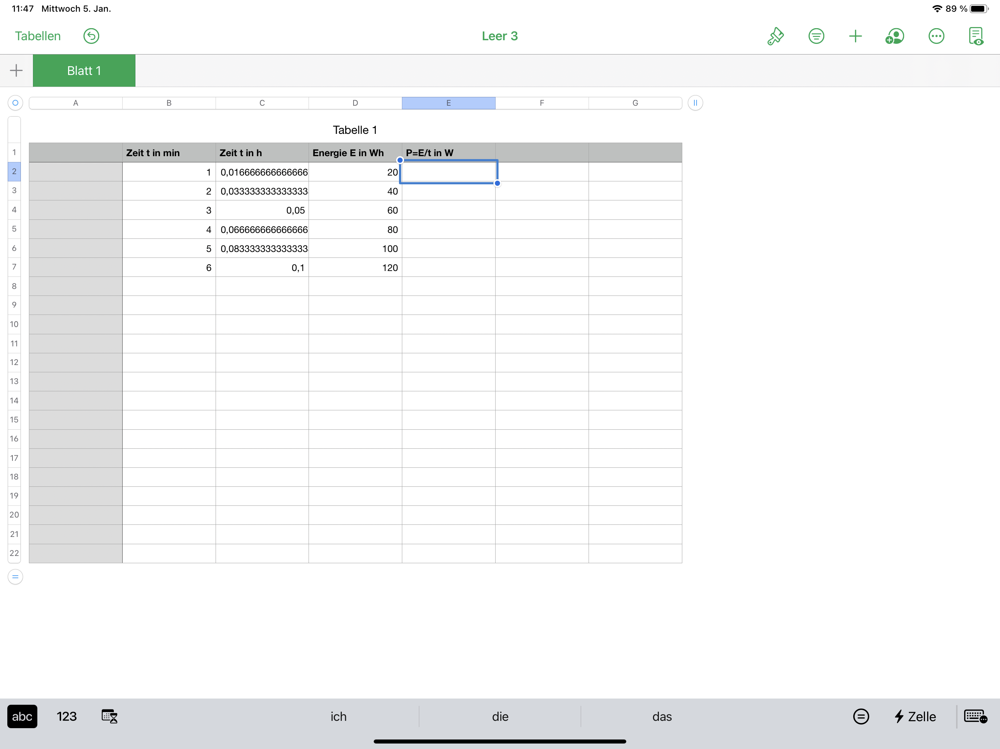 11:47 Mittwoch 5. Jan. 89 %
Tabellen Leer 3
Blatt 1
A B C D E F G
Tabelle 1
1 Zeit t in min Zeit t in h Energie E in Wh P=E/t in W
2 1 0,016666666666666 20
3 2 0,033333333333333 40
4 3 0,05 60
5 4 0,066666666666666 80
6 5 0,083333333333333 100
7 6 0,1 120
8
9
10
11
12
13
14
15
16
17
18
19
20
21
22
abc 123 ich die das Zelle